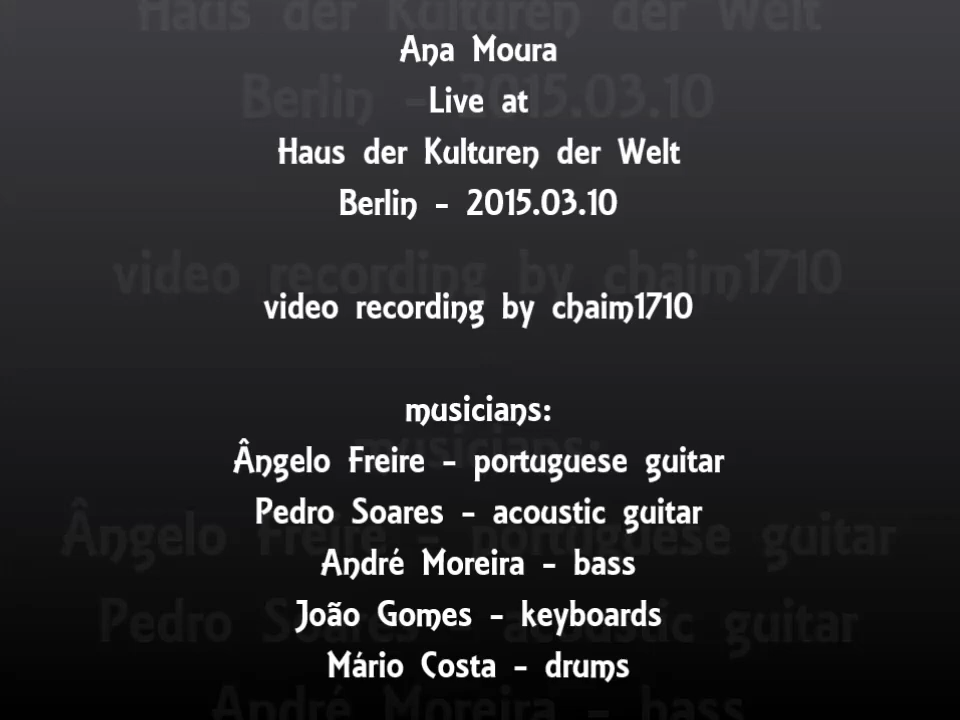 Ana Moura
Live at
Haus der Kulturen der Welt
Berlin - 2015.03.10
video recording by chaim1710
musicians:
Ângelo Freire - portuguese guitar
Pedro Soares - acoustic guitar
André Moreira - bass
João Gomes - keyboards
Mário Costa - drums